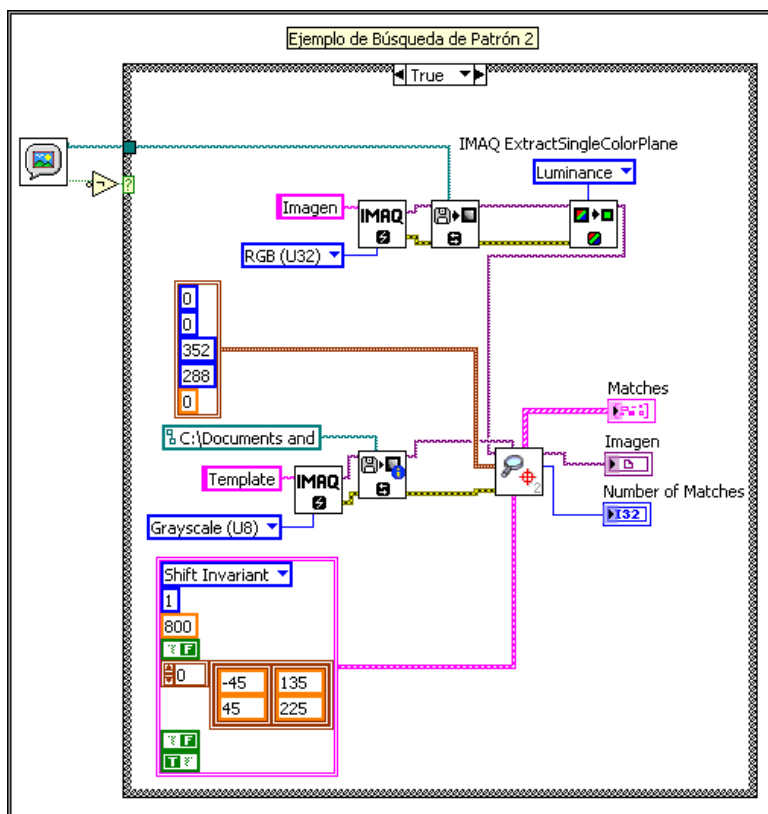 Ejemplo de Búsqueda de Patrón 2
True
IMAQ ExtractSingleColorPlane
Luminance
?
Imagen
IMAQ
RGB (U32)
0
0
352
288
0
Matches
C:\Documents and
Imagen
Template
IMAQ
2
Number of Matches
I32
Grayscale (U8)
Shift Invariant
1
800
F
0
-45 135
45 225
F
T